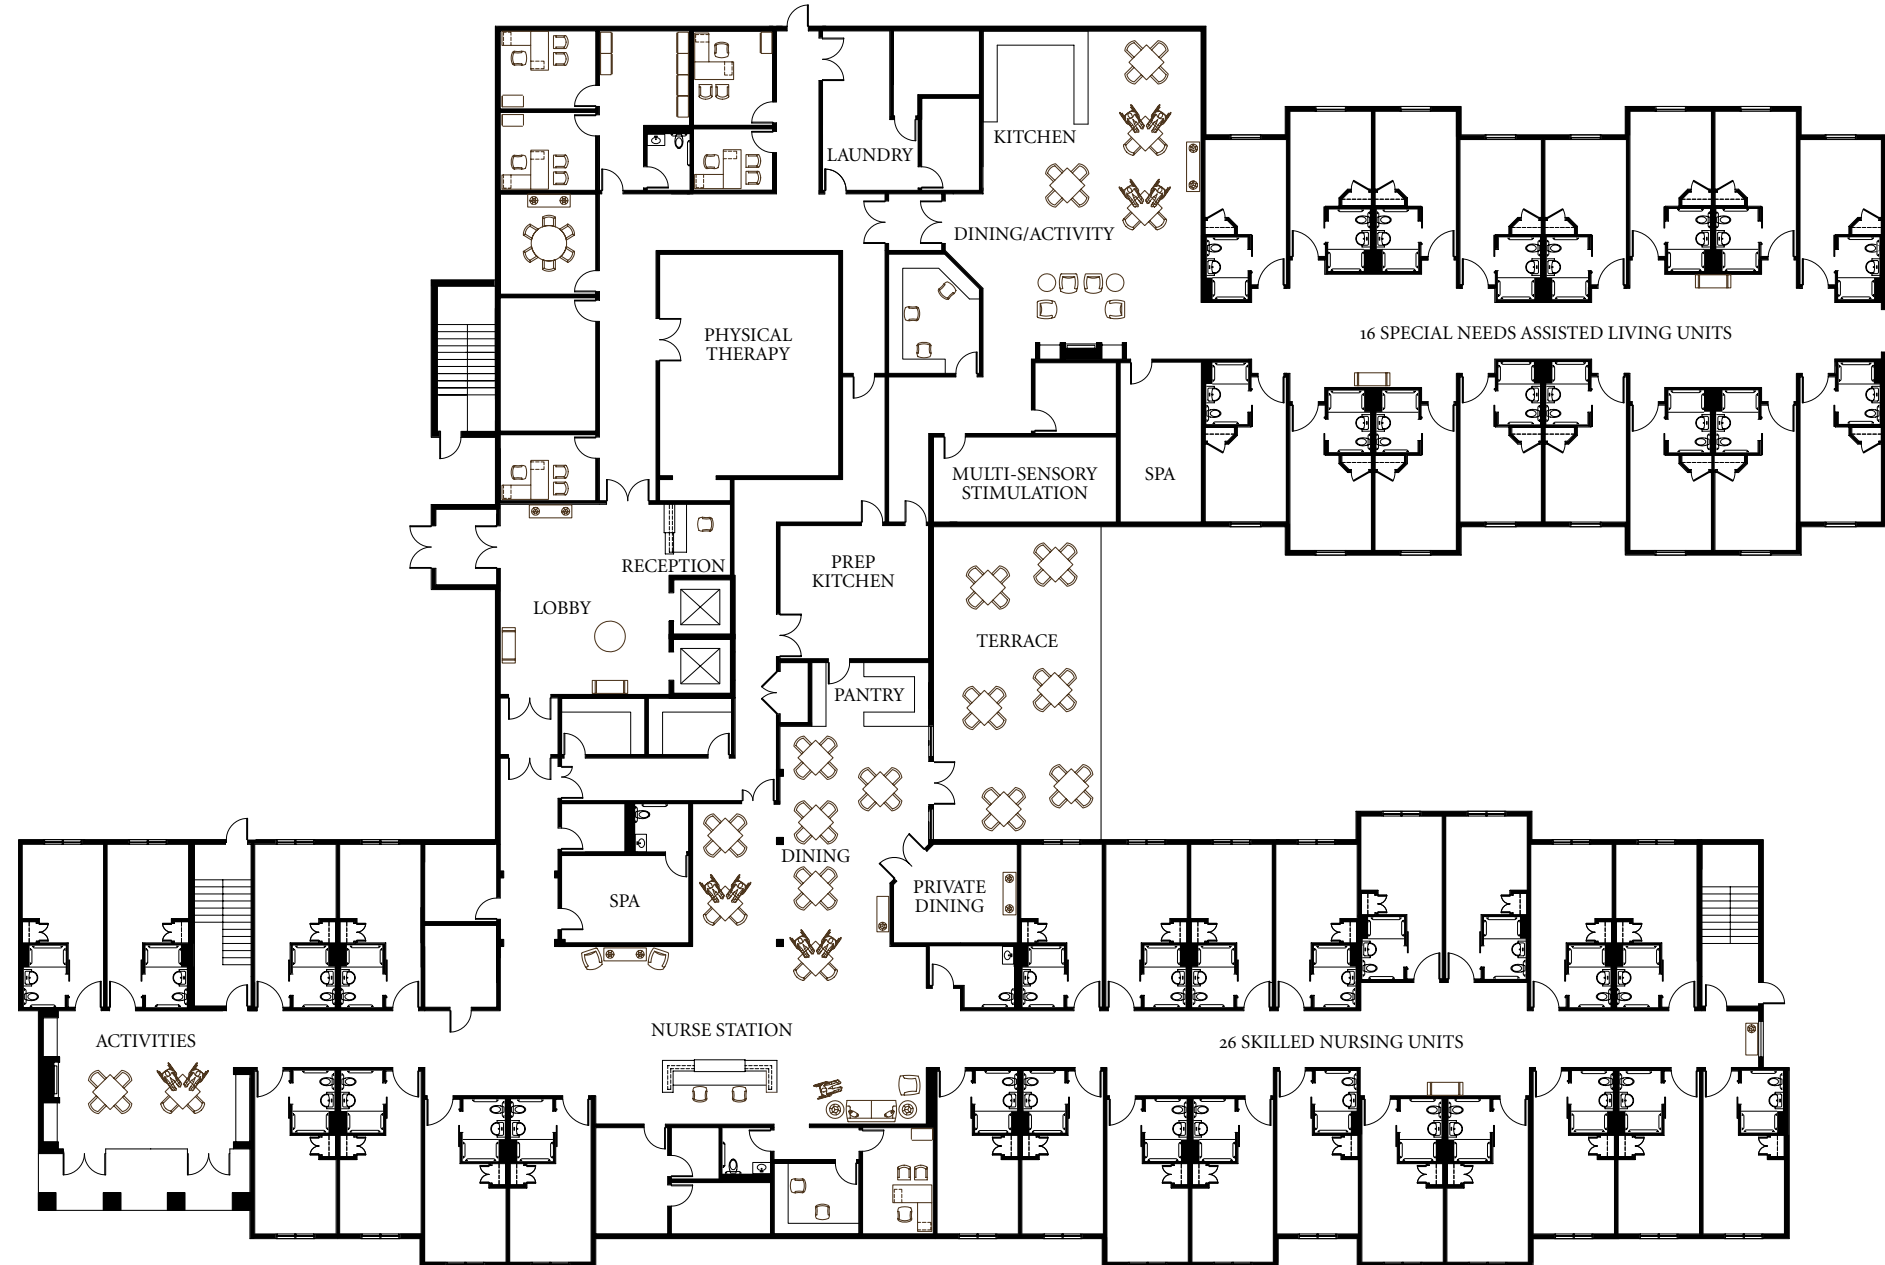 KITCHEN
LAUNDRY
DINING/ACTIVITY
PHYSICAL
THERAPY
16 SPECIAL NEEDS ASSISTED LIVING UNITS
MULTI-SENSORY
STIMULATION
SPA
RECEPTION
PREP
KITCHEN
LOBBY
TERRACE
PANTRY
DINING
PRIVATE
DINING
SPA
NURSE STATION
ACTIVITIES
26 SKILLED NURSING UNITS